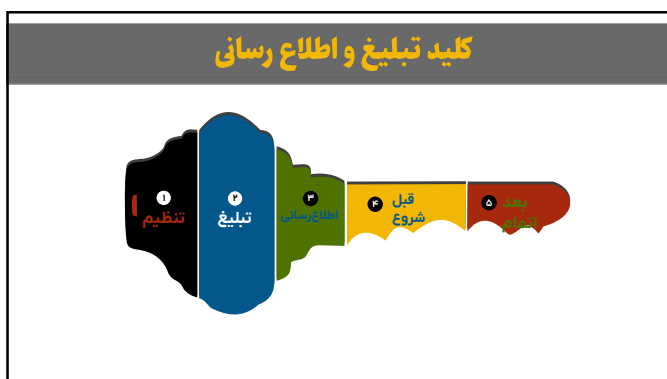 کلید تبلیغ و اطلاع رسانی
۱
تنظیم
۲
تبلیغ
۳
اطلاع‌رسانی
۴
قبل
شروع
۵
بعد
اتمام